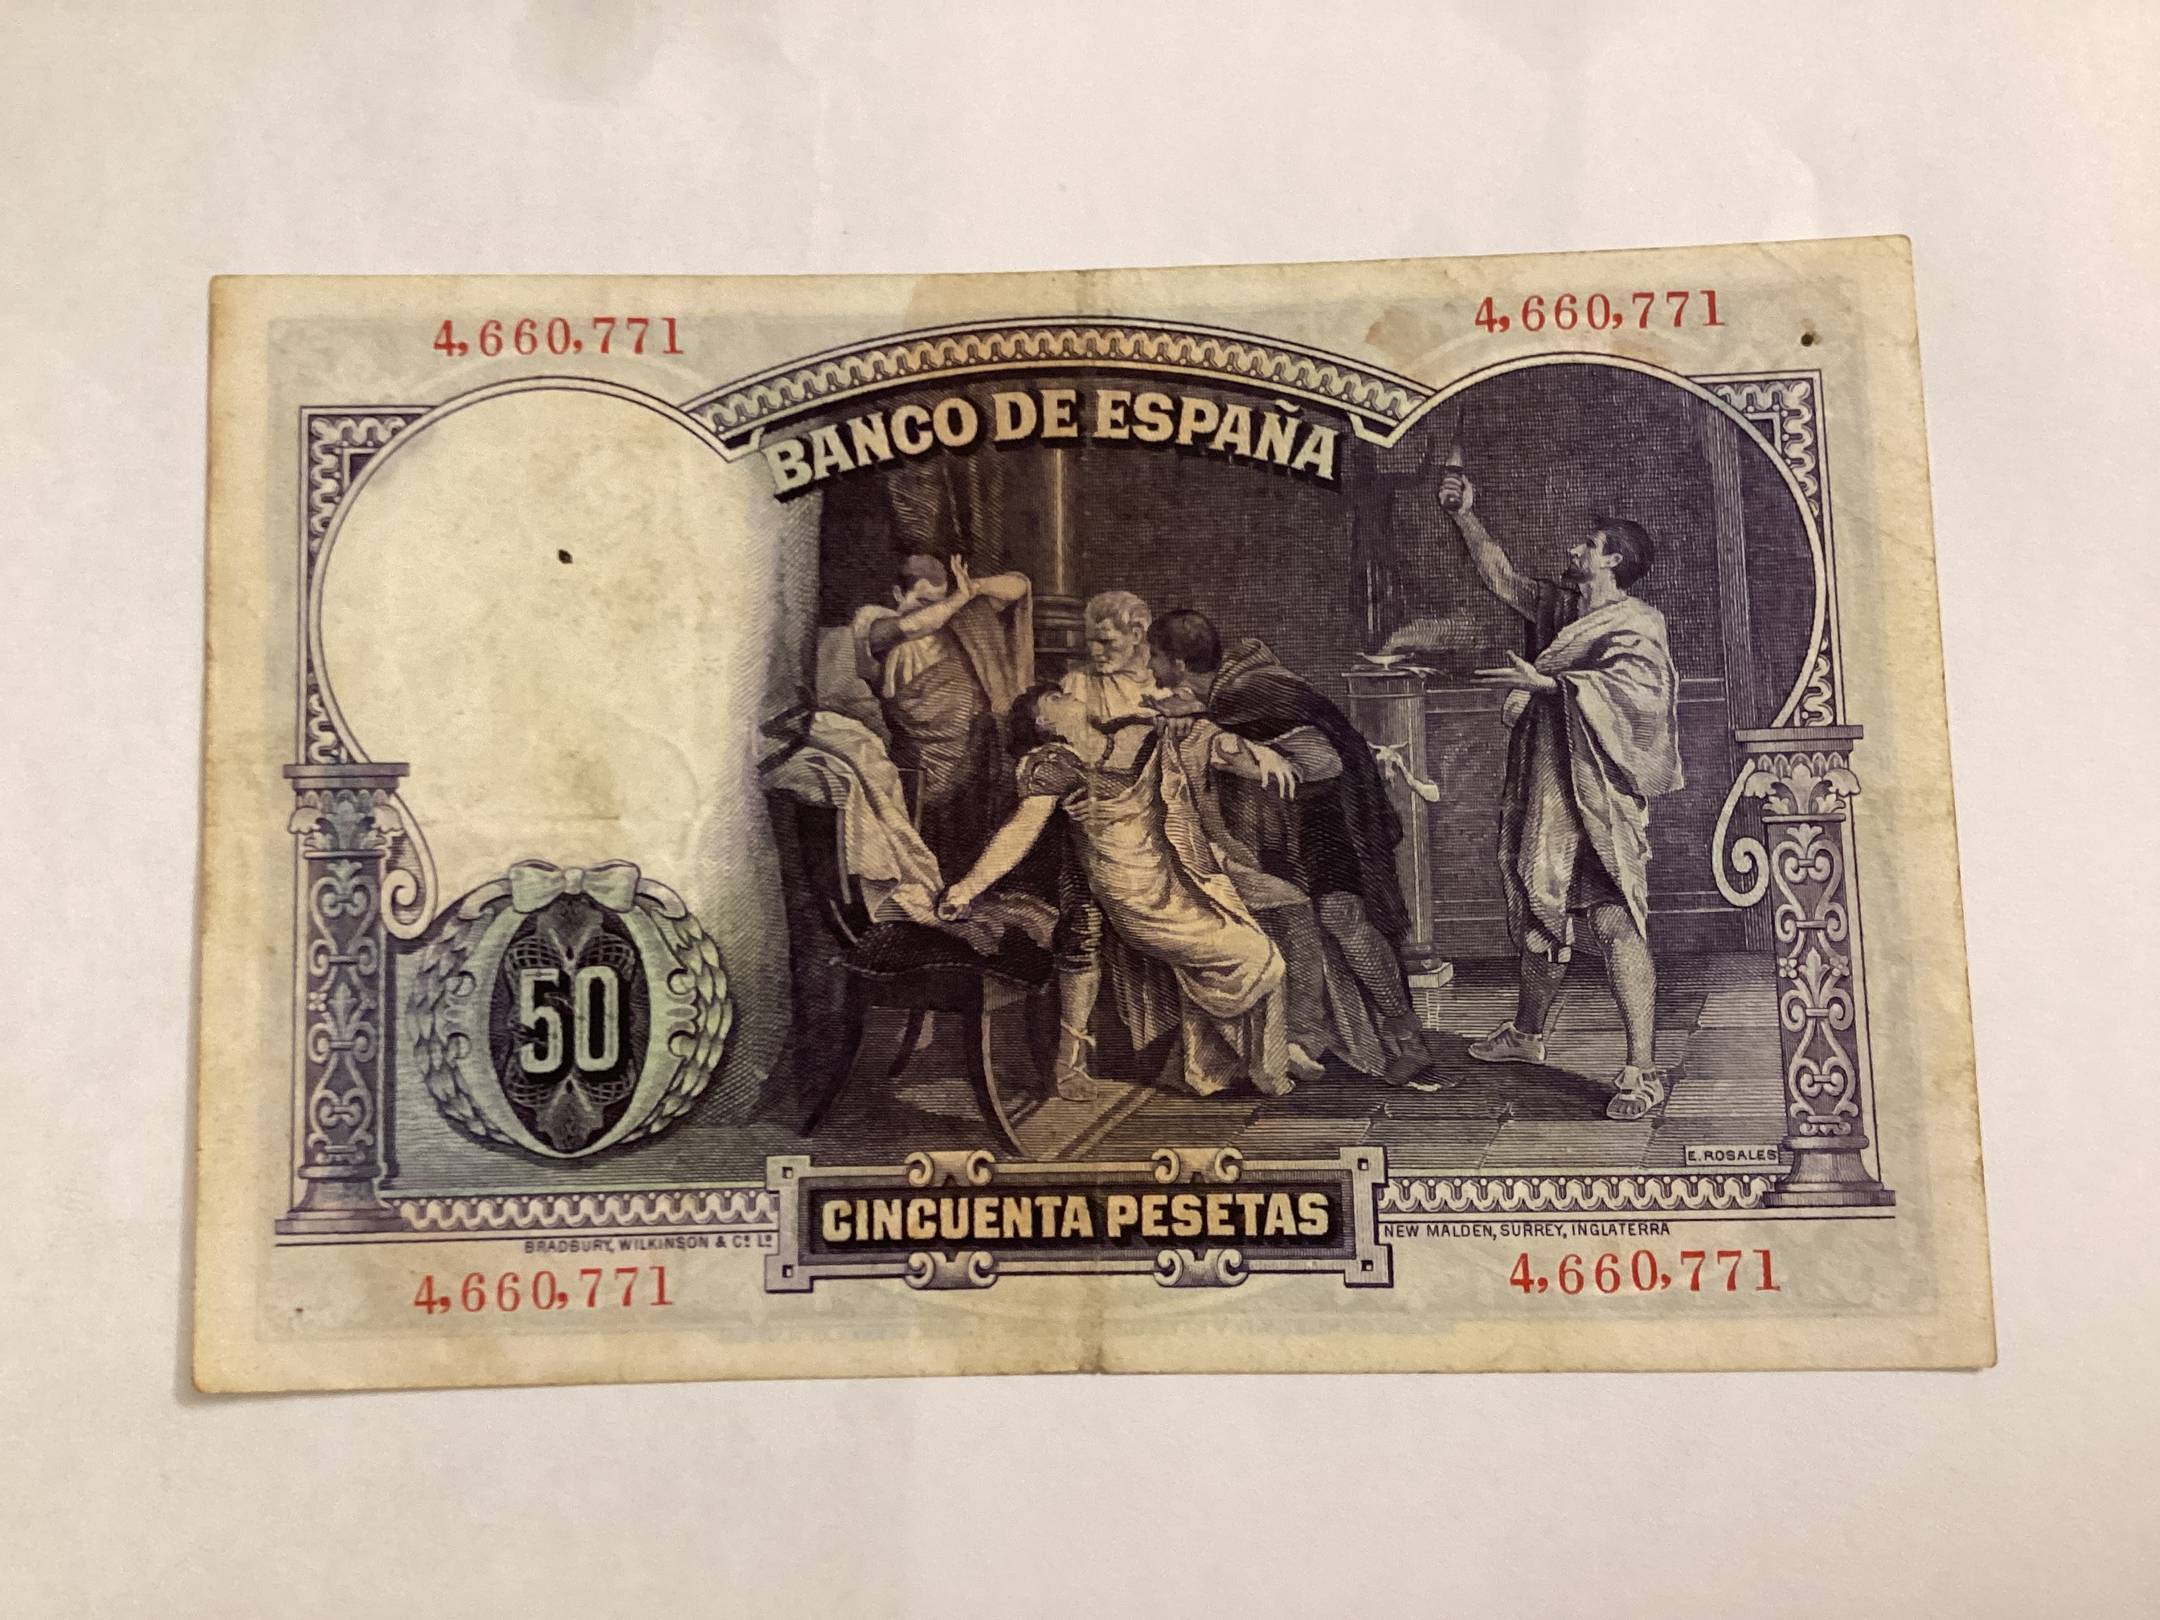 4,660,771
4,660,771
BANCO DE ESPAÑA
50
E. ROSALES
CINCUENTA PESETAS
BRADBURY, WILKINSON & Cº Lᵈ
NEW MALDEN, SURREY, INGLATERRA
4,660,771
4,660,771